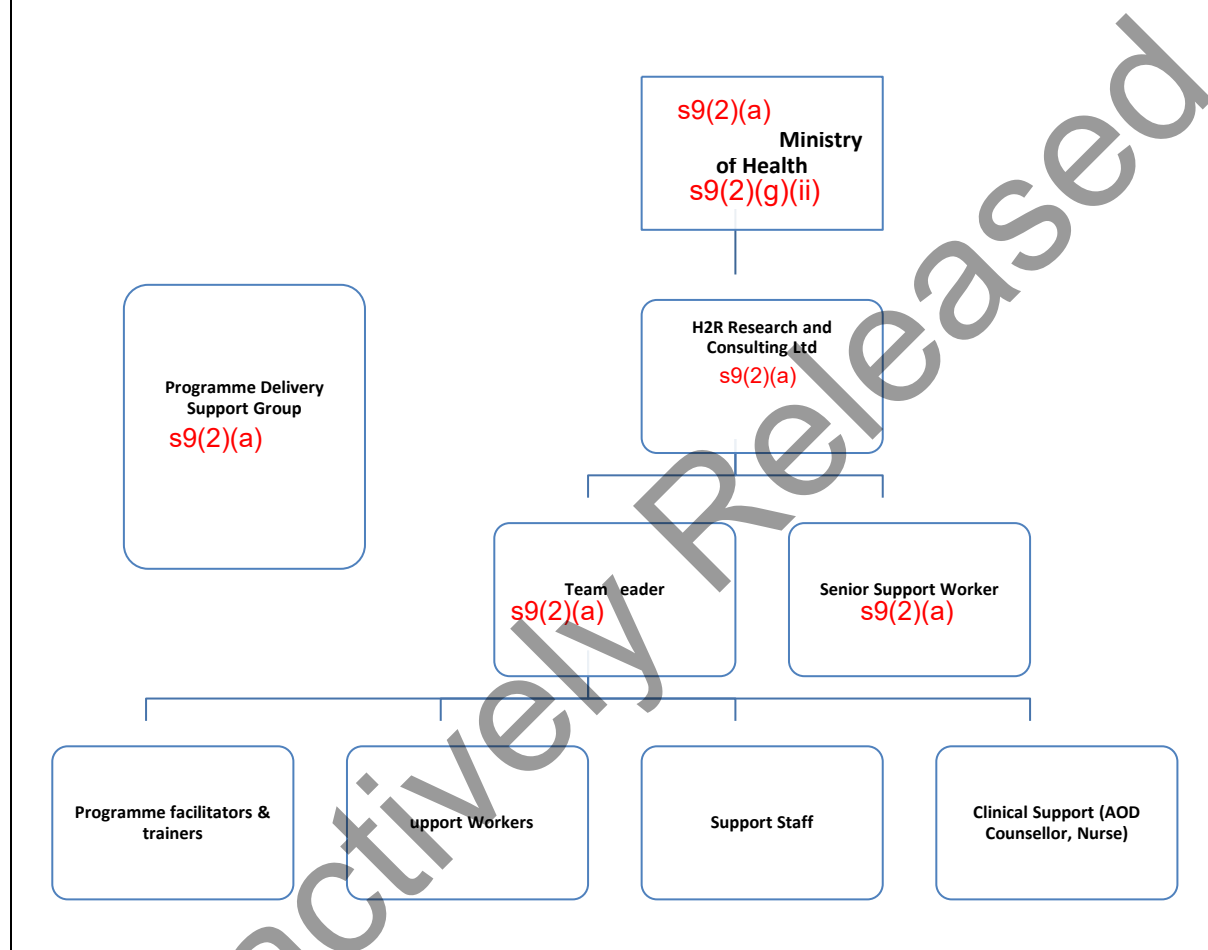 s9(2)(a)
Ministry
of Health
s9(2)(g)(ii)
H2R Research and
Consulting Ltd
s9(2)(a)
Programme Delivery
Support Group
s9(2)(a)
Team eader
s9(2)(a)
Senior Support Worker
s9(2)(a)
Programme facilitators &
trainers
upport Workers
Support Staff
Clinical Support (AOD
Counsellor, Nurse)
actively Released